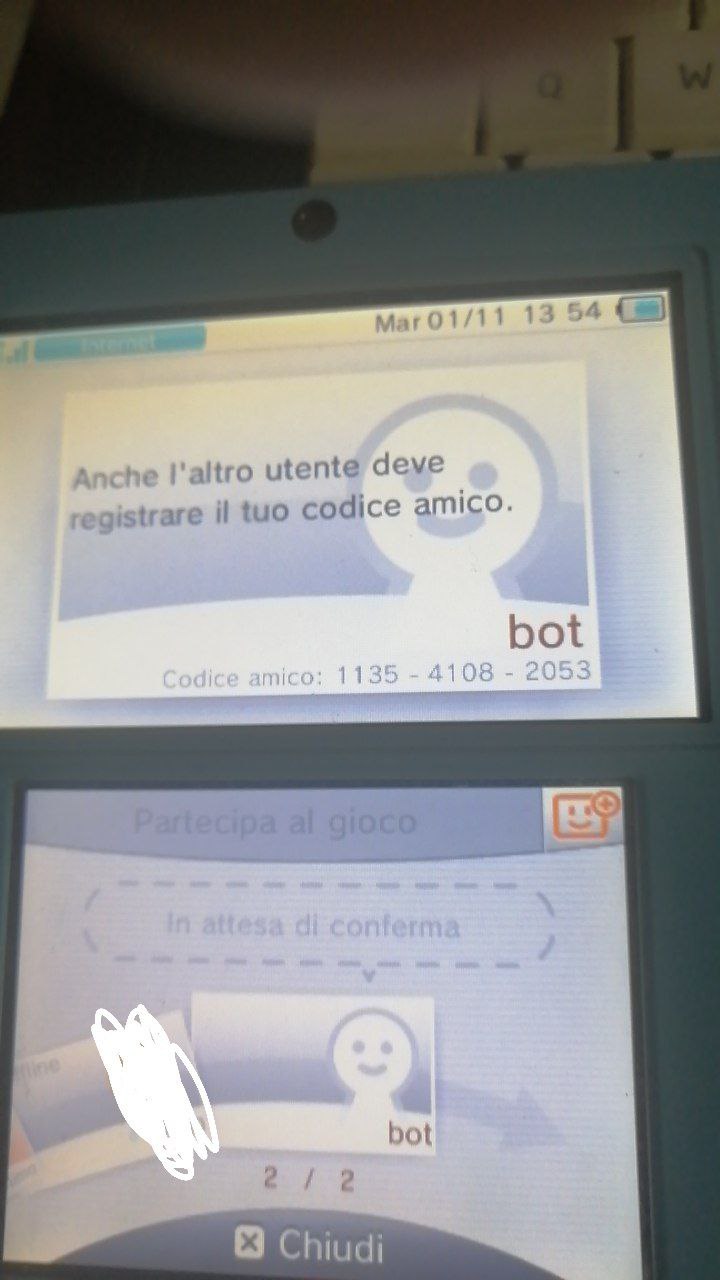 Q
W
Mar 01/11 13 54
Internet
Anche l'altro utente deve
registrare il tuo codice amico.
bot
Codice amico: 1135 - 4108 - 2053
Partecipa al gioco
In attesa di conferma
bot
2 / 2
X Chiudi